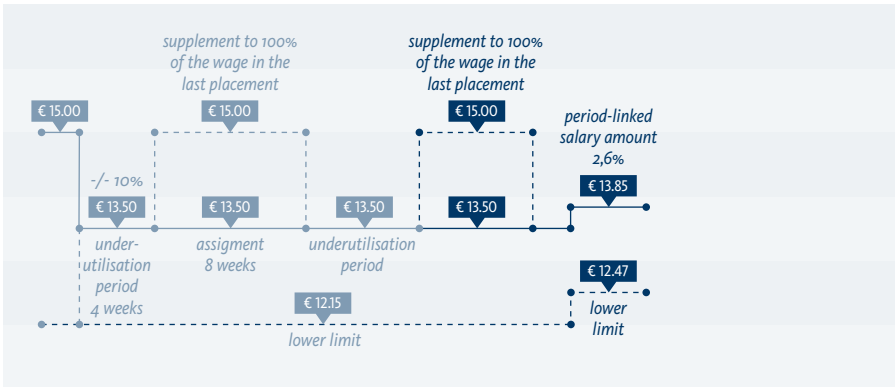 supplement to 100%
of the wage in the
last placement
€ 15.00
supplement to 100%
of the wage in the
last placement
€ 15.00
€ 15.00
period-linked
salary amount
2,6%
€ 13.85
-/- 10%
€ 13.50
€ 13.50
€ 13.50
€ 13.50
under-
utilisation
period
4 weeks
assigment
8 weeks
underutilisation
period
€ 12.47
lower
limit
€ 12.15
lower limit